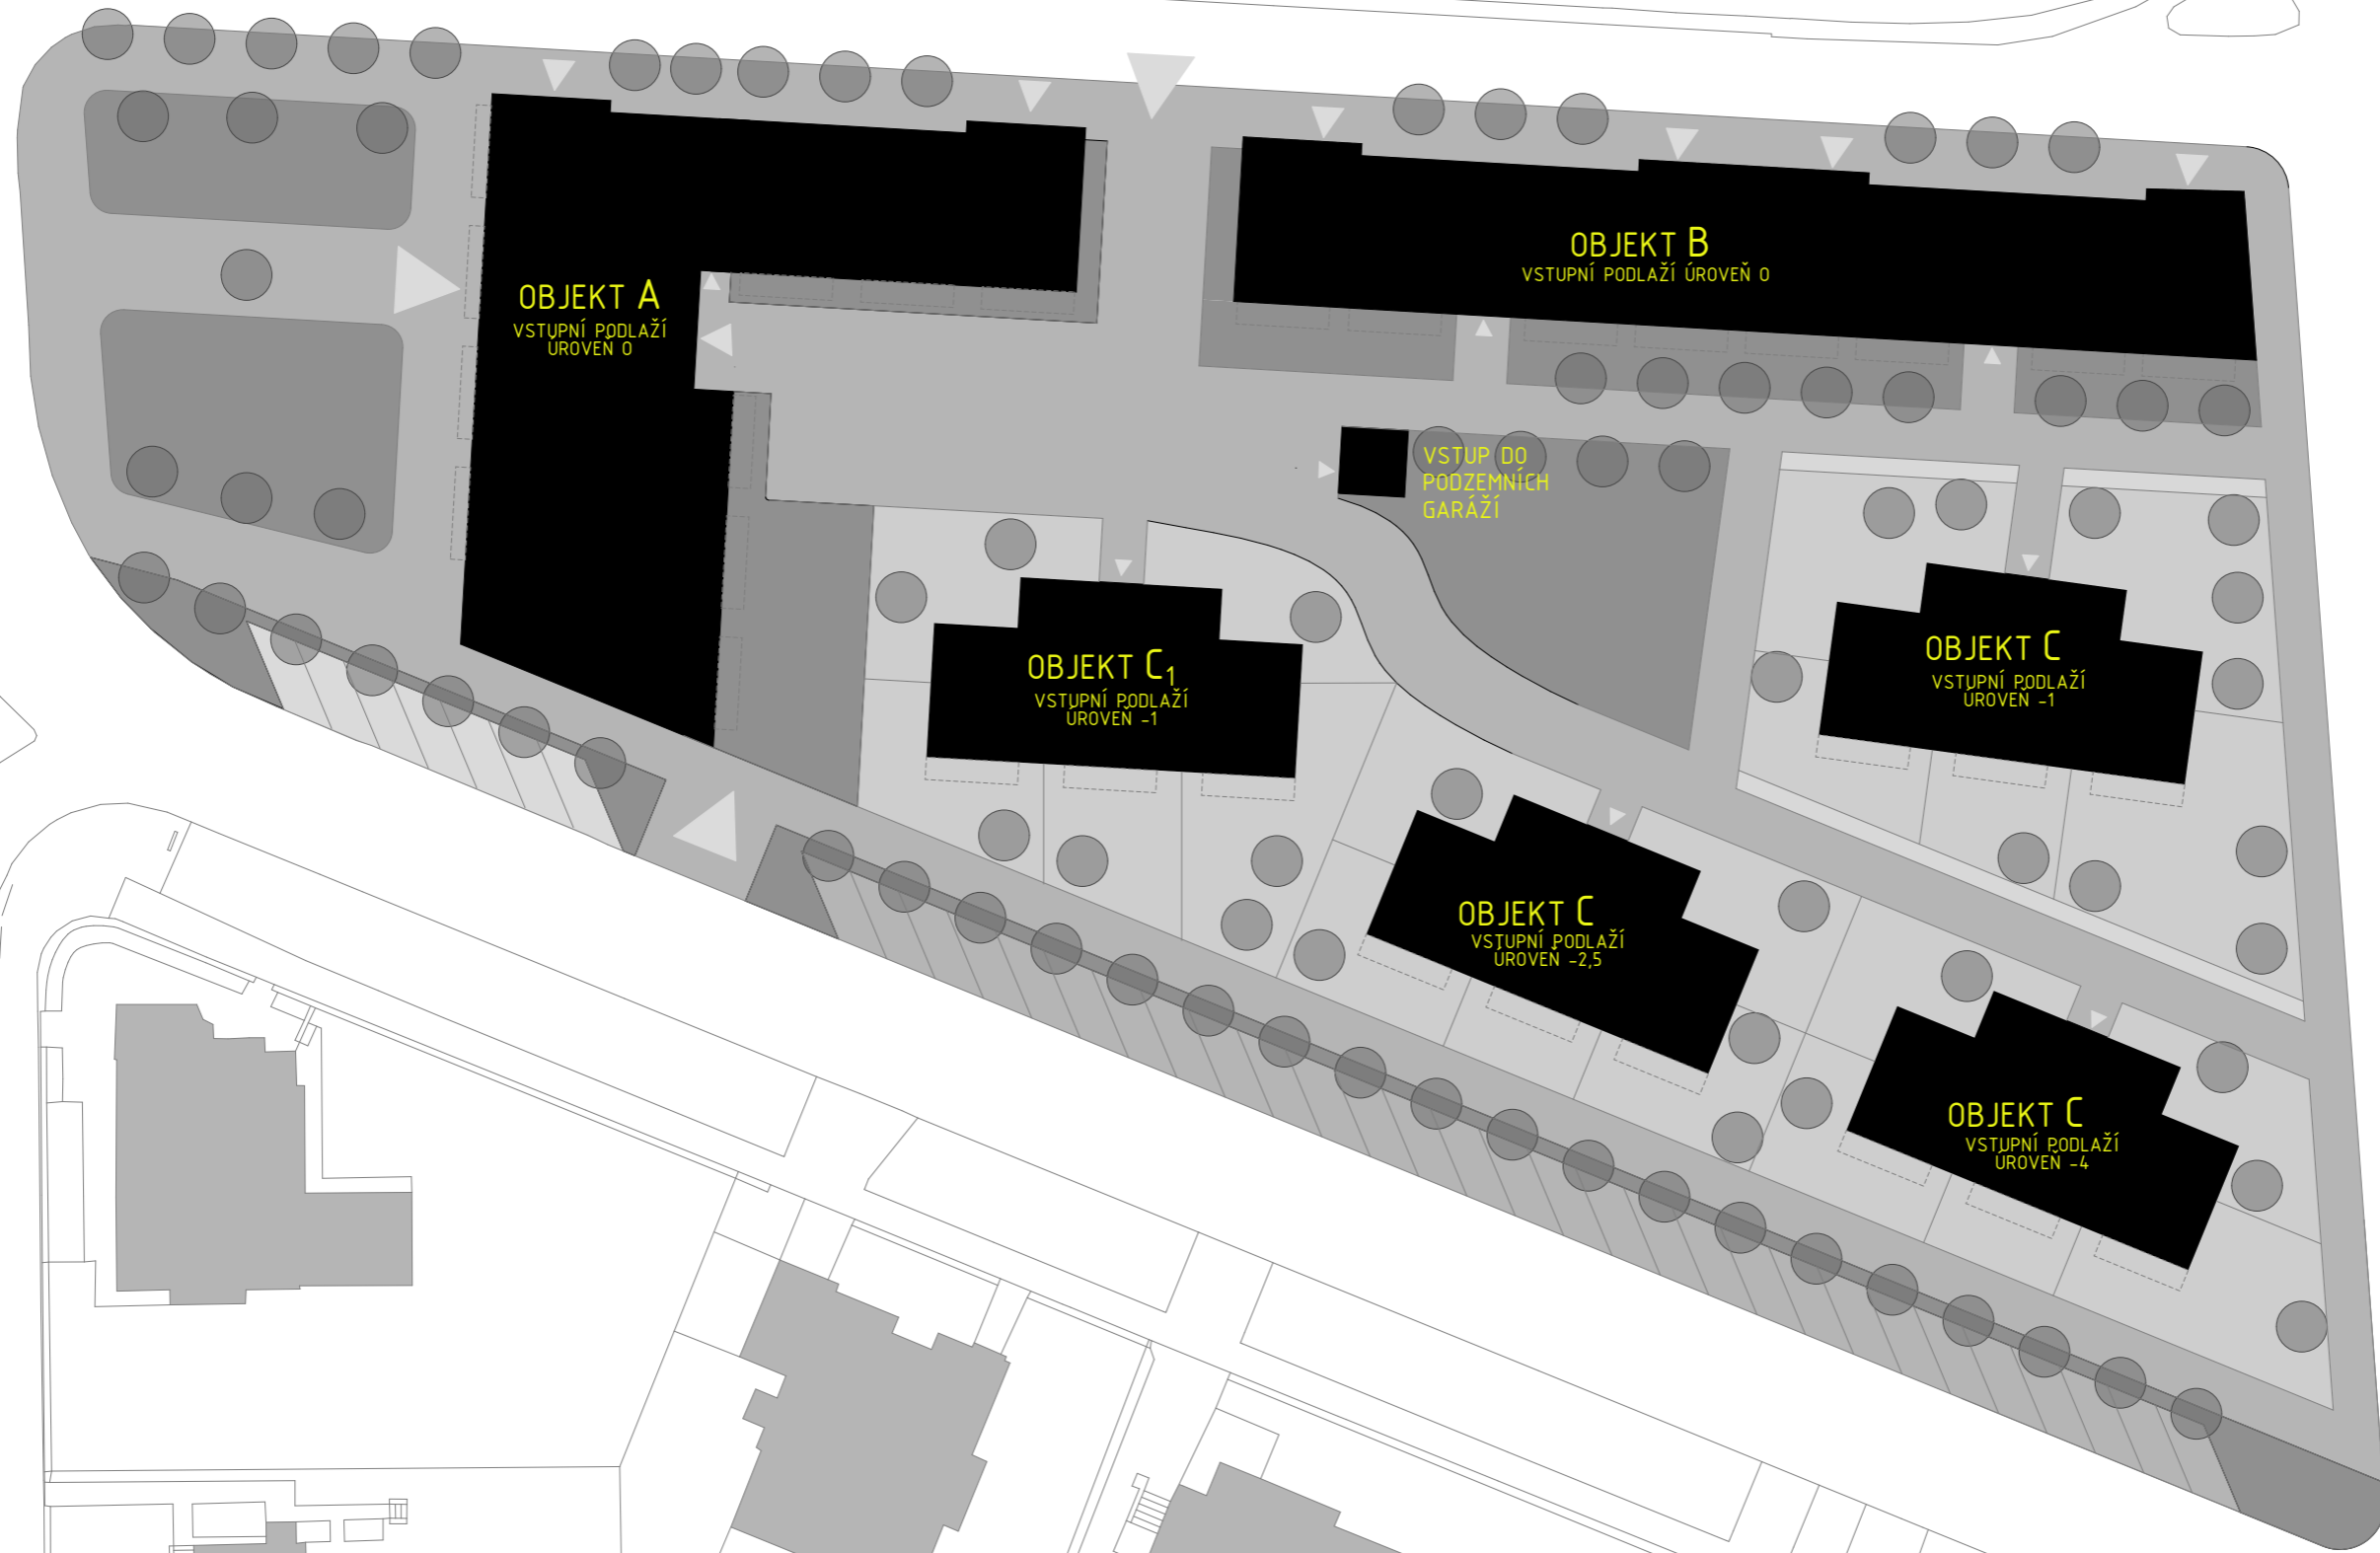 OBJEKT A
VSTUPNÍ PODLAŽÍ
ÚROVEŇ 0
OBJEKT B
VSTUPNÍ PODLAŽÍ ÚROVEŇ 0
VSTUP DO
PODZEMNÍCH
GARÁŽÍ
OBJEKT C1
VSTUPNÍ PODLAŽÍ
ÚROVEŇ -1
OBJEKT C
VSTUPNÍ PODLAŽÍ
ÚROVEŇ -1
OBJEKT C
VSTUPNÍ PODLAŽÍ
ÚROVEŇ -2,5
OBJEKT C
VSTUPNÍ PODLAŽÍ
ÚROVEŇ -4